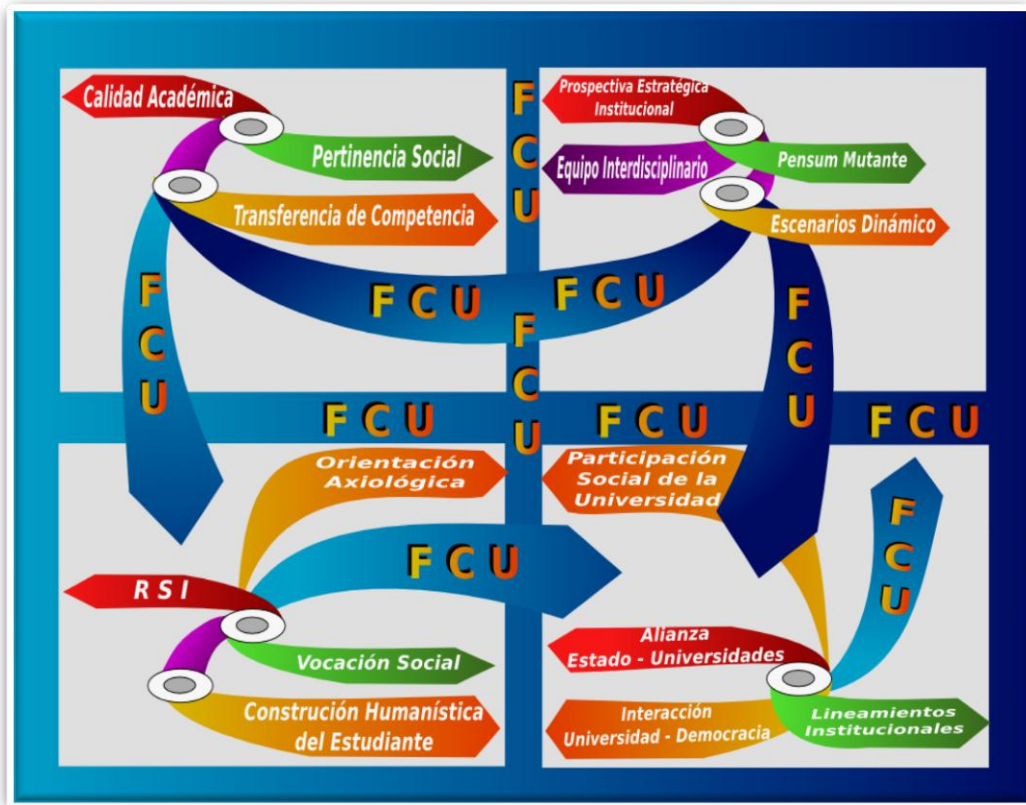 Calidad Académica
Pertinencia Social
Transferencia de Competencia
F C U
Prospectiva Estratégica
Institucional
Equipo Interdisciplinario
Pensum Mutante
Escenarios Dinámico
F C U
F C U
F C U
F C U
F C U
F C U
F C U
F C U
Orientación
Axiológica
F C U
R S I
Vocación Social
Construción Humanística
del Estudiante
Participación
Social de la
Universidad
F C U
Alianza
Estado - Universidades
Interacción
Universidad - Democracia
Lineamientos
Institucionales
F C U